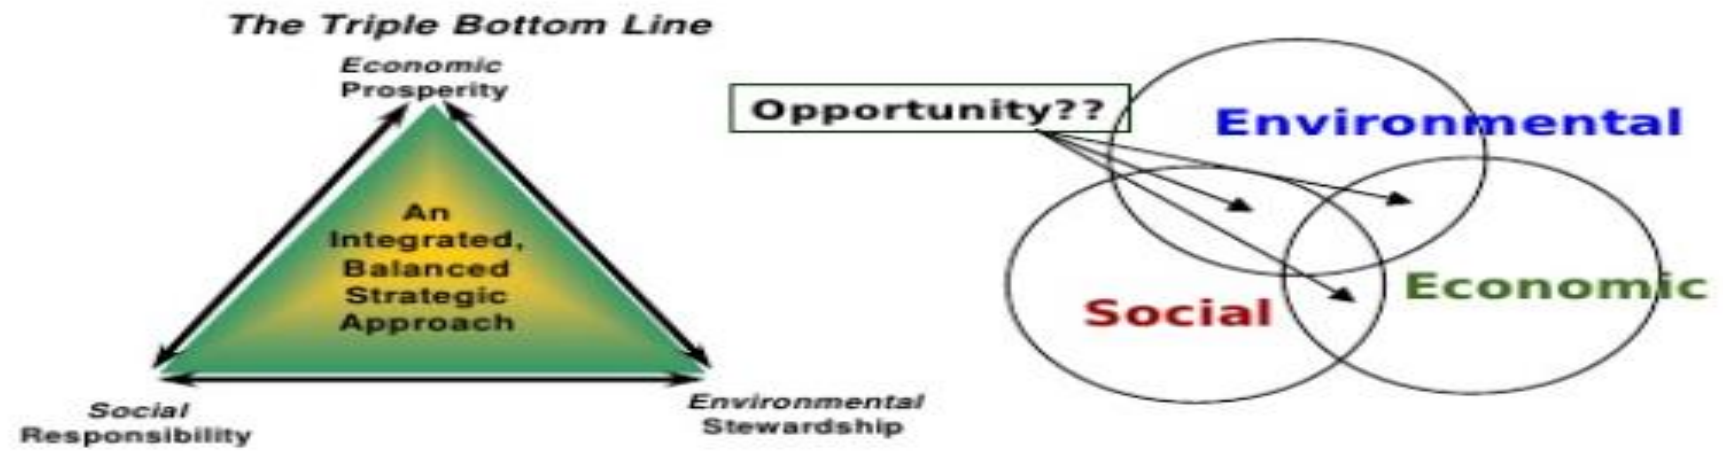 The Triple Bottom Line
Economic
Prosperity
An
Integrated,
Balanced
Strategic
Approach
Social
Responsibility
Environmental
Stewardship
Opportunity??
Environmental
Social
Economic